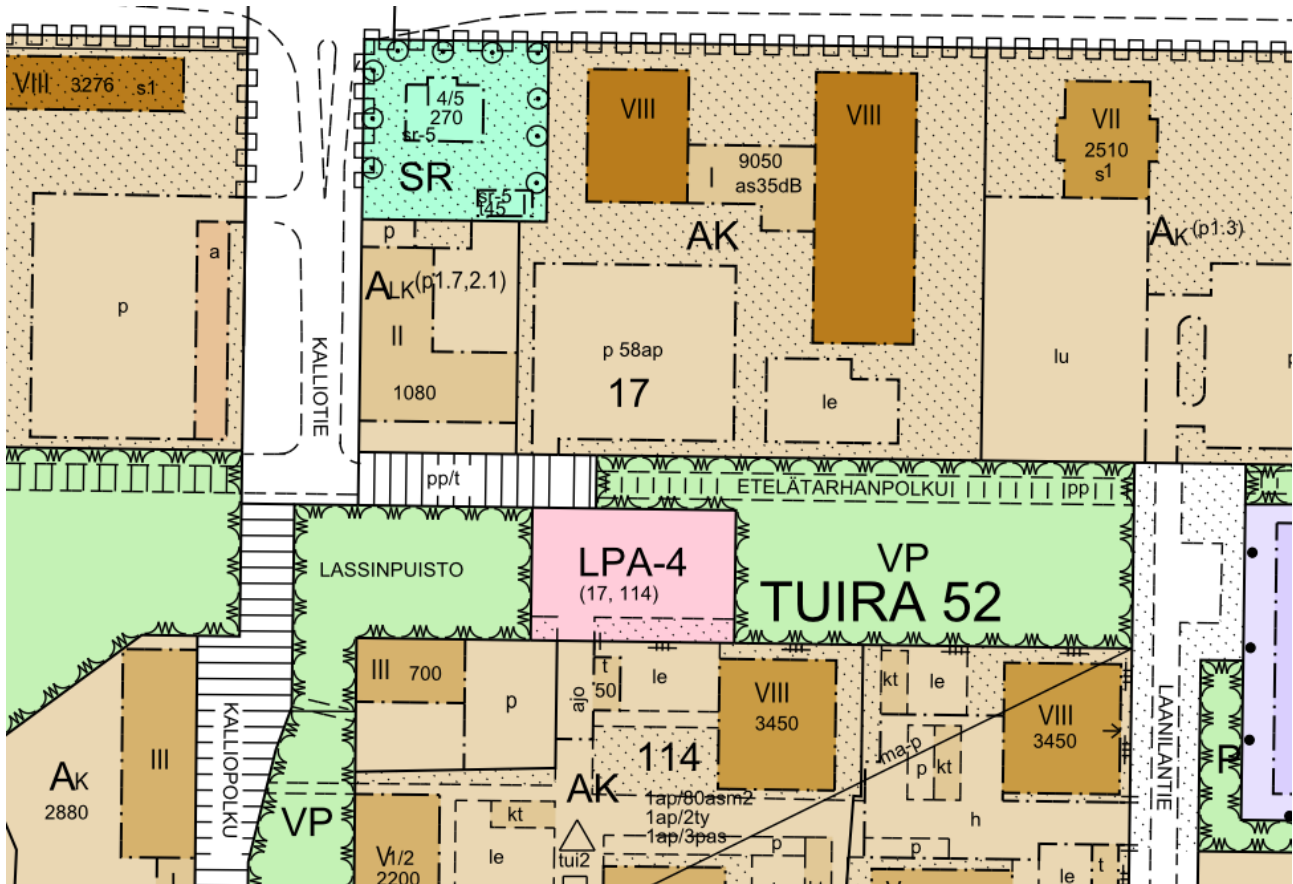 VIII 3276 s1
4/5
270
sr-5
SR
sr-5
45
VIII
VIII
9050
I
as35dB
AK
VII
2510
s1
AK (p1.3)
a
p
p
ALK (p1.7,2.1)
II
1080
KALLIOTIE
p 58ap
17
le
lu
pp/t
ETELÄTARHANPOLKU
pp
LASSINPUISTO
LPA-4
(17, 114)
VP
TUIRA 52
III 700
p
ajo
t
50
le
VIII
3450
kt
le
VIII
3450
LAANILANTIE
KALLIOPOLKU
III
AK
2880
VP
114
AK
1ap/80asm2
1ap/2ty
1ap/3pas
ma-p
p
kt
h
kt
le
V1/2
2200
tui2
p
p
le
t